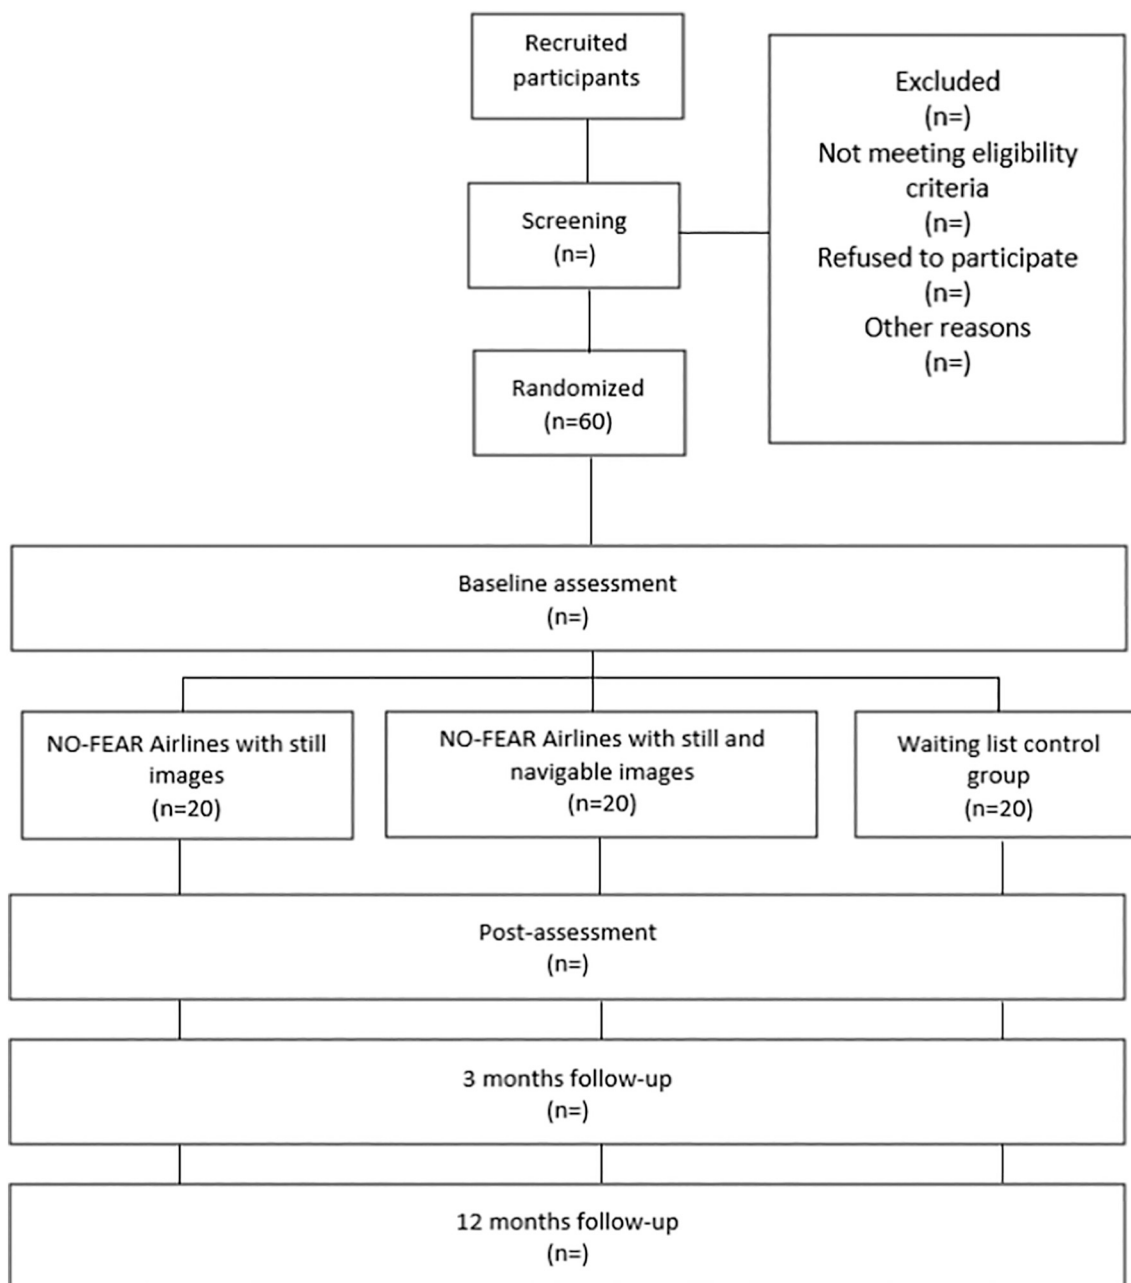 Recruited
participants
Excluded
(n=)
Not meeting eligibility
criteria
(n=)
Refused to participate
(n=)
Other reasons
(n=)
Screening
(n=)
Randomized
(n=60)
Baseline assessment
(n=)
NO-FEAR Airlines with still
images
(n=20)
NO-FEAR Airlines with still and
navigable images
(n=20)
Waiting list control
group
(n=20)
Post-assessment
(n=)
3 months follow-up
(n=)
12 months follow-up
(n=)